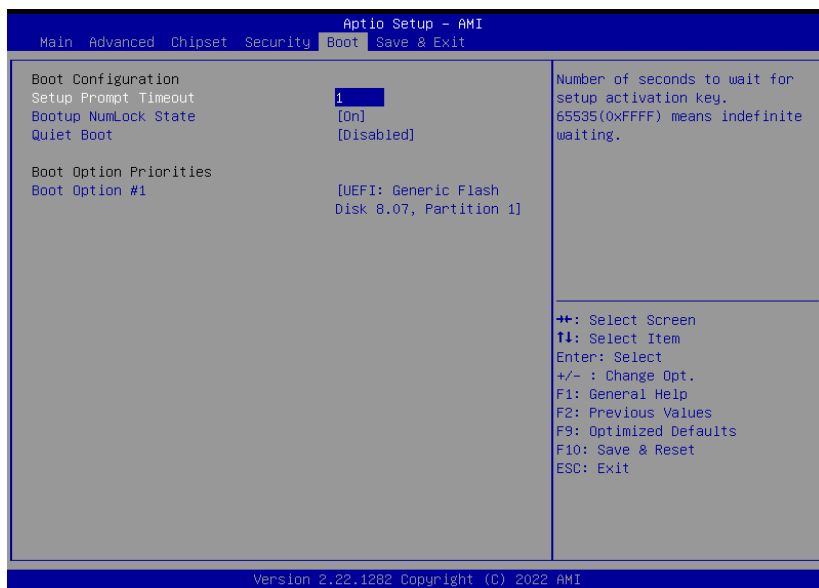 Aptio Setup – AMI
Main Advanced Chipset Security Boot Save & Exit
Boot Configuration
Setup Prompt Timeout 1
Bootup NumLock State [On]
Quiet Boot [Disabled]
Boot Option Priorities
Boot Option #1 [UEFI: Generic Flash
Disk 8.07, Partition 1]
Number of seconds to wait for
setup activation key.
65535(0xFFFF) means indefinite
waiting.
→←: Select Screen
↑↓: Select Item
Enter: Select
+/- : Change Opt.
F1: General Help
F2: Previous Values
F9: Optimized Defaults
F10: Save & Reset
ESC: Exit
Version 2.22.1282 Copyright (C) 2022 AMI